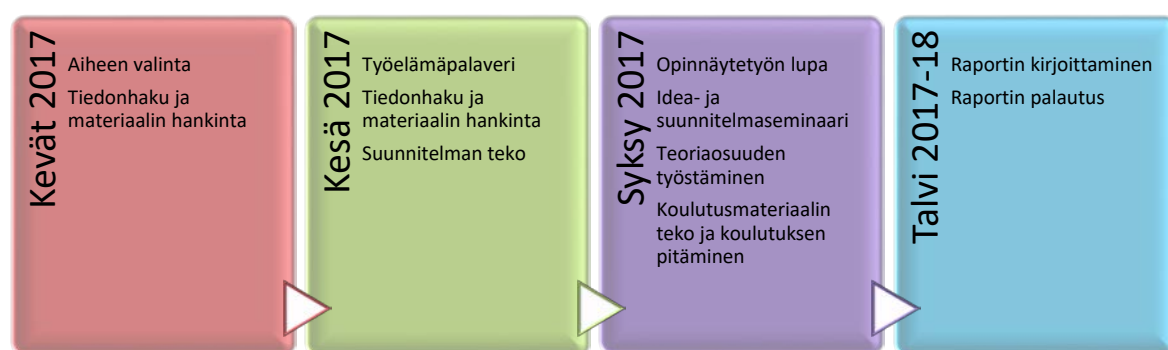 Kevät 2017
Aiheen valinta
Tiedonhaku ja
materiaalin hankinta
Kesä 2017
Työelämäpalaveri
Tiedonhaku ja
materiaalin hankinta
Suunnitelman teko
Syksy 2017
Opinnäytetyön lupa
Idea- ja
suunnitelmaseminaari
Teoriaosuuden
työstäminen
Koulutusmateriaalin
teko ja koulutuksen
pitäminen
Talvi 2017-18
Raportin kirjoittaminen
Raportin palautus